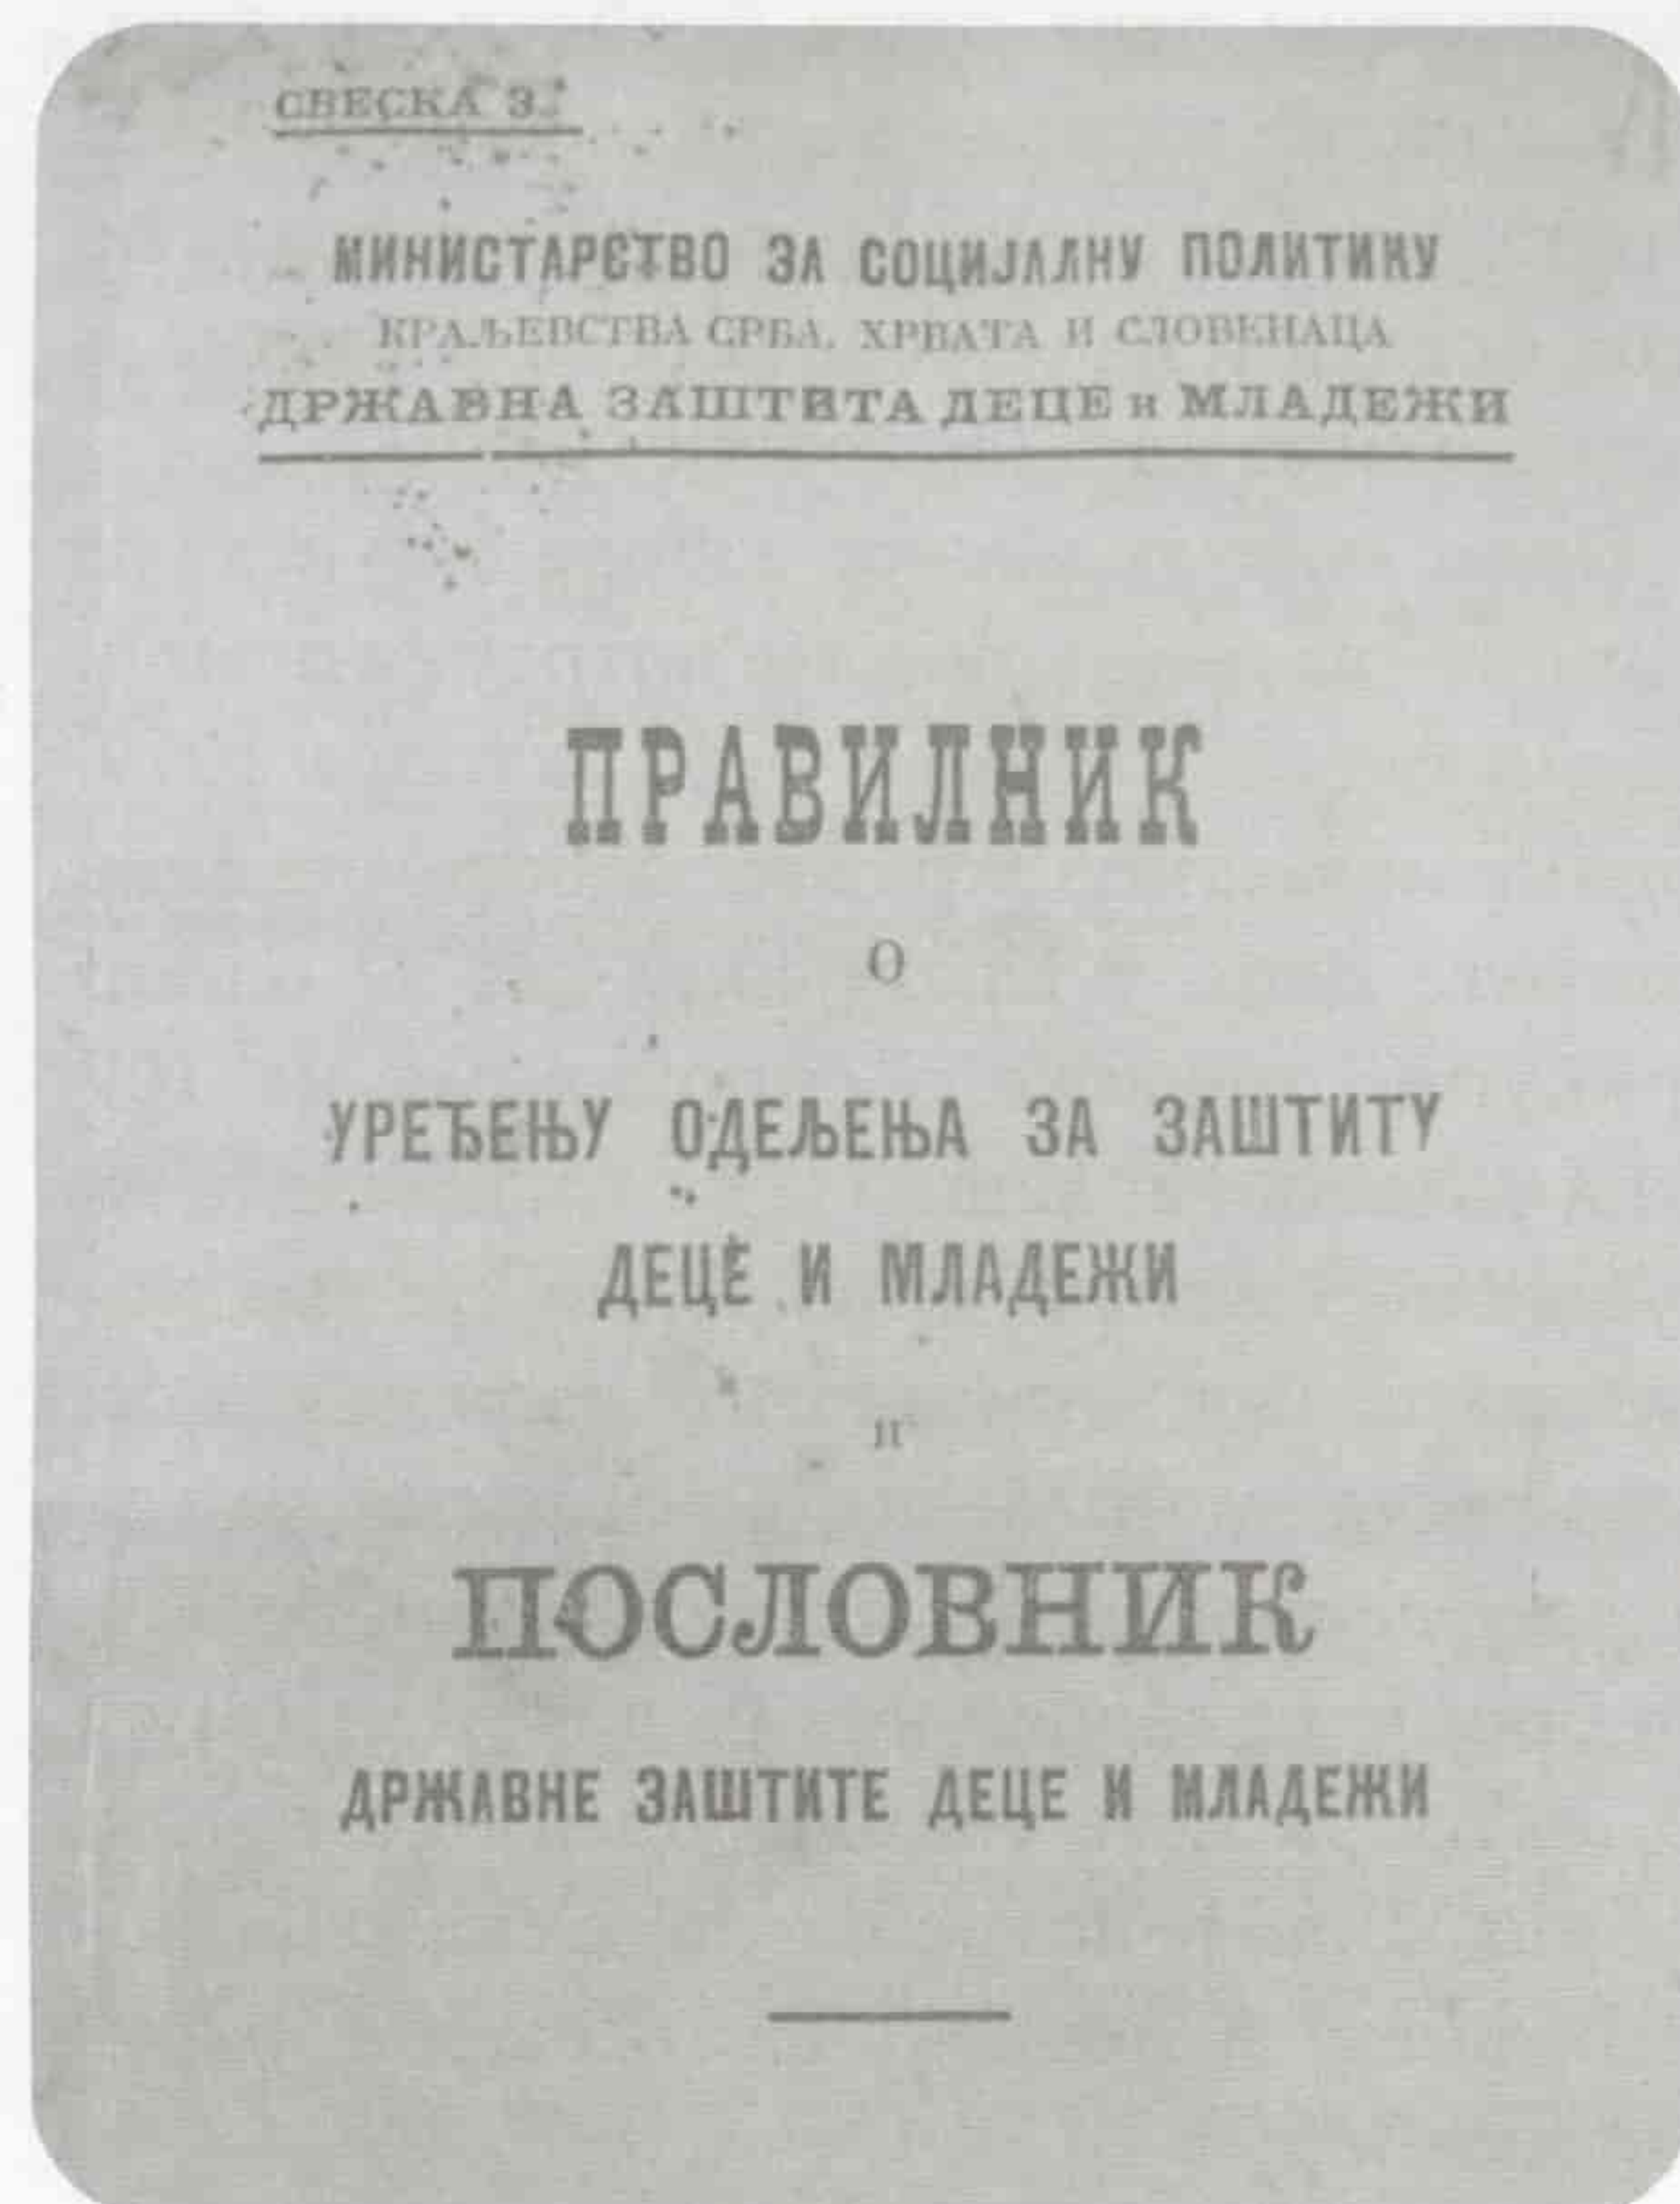 СВЕСКА 3.
МИНИСТАРСТВО ЗА СОЦИЈАЛНУ ПОЛИТИКУ
КРАЉЕВСТВА СРБА, ХРВАТА И СЛОВЕНАЦА
ДРЖАВНА ЗАШТИТА ДЕЦЕ и МЛАДЕЖИ
ПРАВИЛНИК
О
УРЕЂЕЊУ ОДЕЉЕЊА ЗА ЗАШТИТУ
ДЕЦЕ И МЛАДЕЖИ
и
ПОСЛОВНИК
ДРЖАВНЕ ЗАШТИТЕ ДЕЦЕ И МЛАДЕЖИ